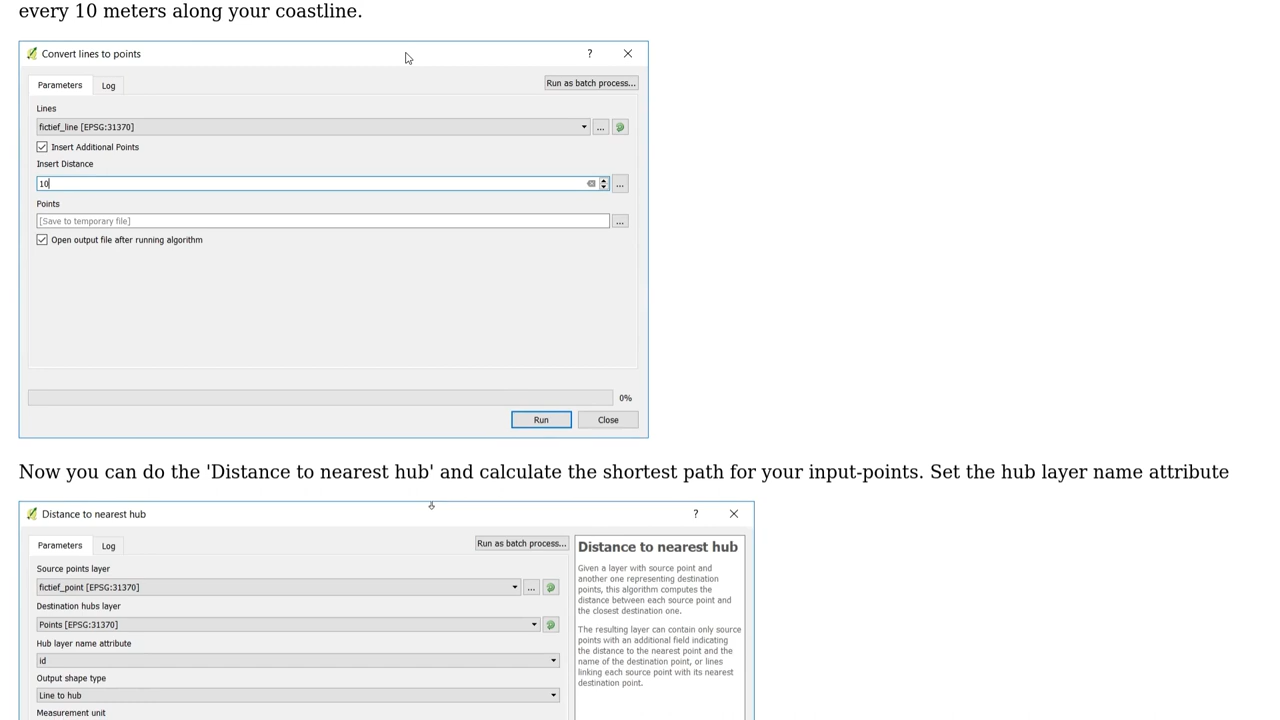 every 10 meters along your coastline.
Convert lines to points
?
Parameters
Log
Run as batch process...
Lines
fictief_line [EPSG:31370]
...
Insert Additional Points
Insert Distance
10
...
Points
[Save to temporary file]
...
Open output file after running algorithm
0%
Run
Close
Now you can do the 'Distance to nearest hub' and calculate the shortest path for your input-points. Set the hub layer name attribute
Distance to nearest hub
?
Parameters
Log
Run as batch process...
Source points layer
fictief_point [EPSG:31370]
...
Destination hubs layer
Points [EPSG:31370]
Hub layer name attribute
id
Output shape type
Line to hub
Measurement unit
Distance to nearest hub
Given a layer with source point and
another one representing destination
points, this algorithm computes the
distance between each source point and
the closest destination one.
The resulting layer can contain only source
points with an additional field indicating
the distance to the nearest point and the
name of the destination point, or lines
linking each source point with its nearest
destination point.